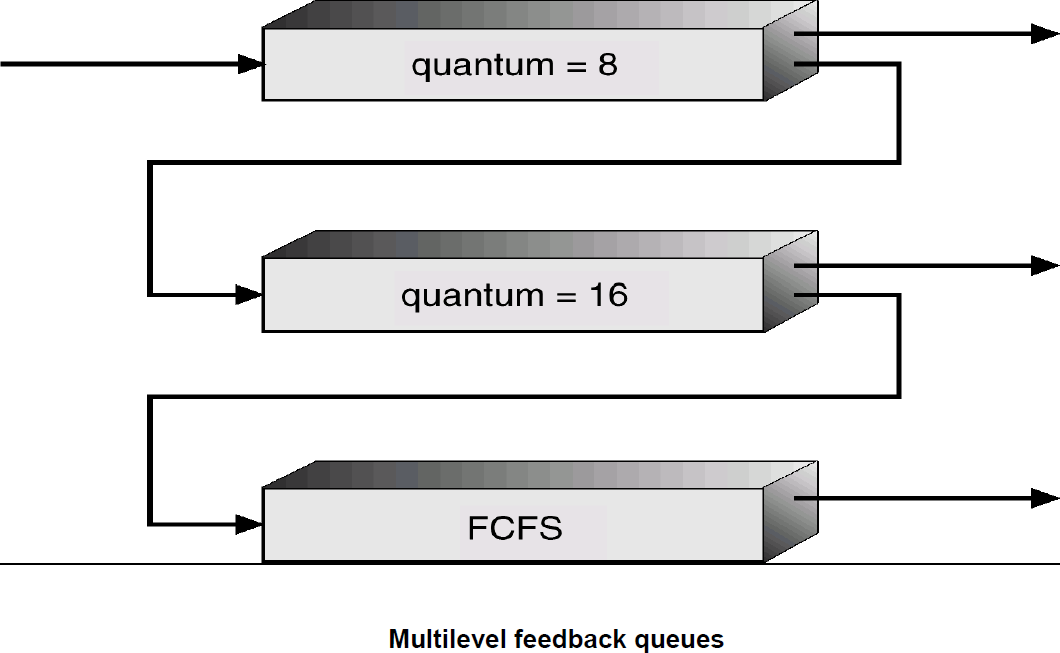 quantum = 8
quantum = 16
FCFS
Multilevel feedback queues